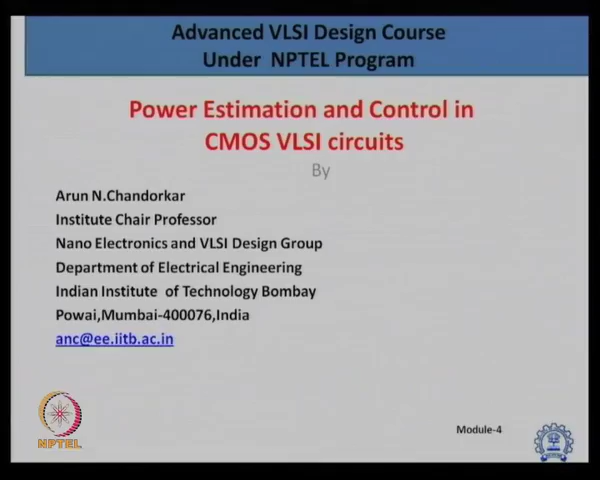 Advanced VLSI Design Course
Under NPTEL Program
Power Estimation and Control in
CMOS VLSI circuits
By
Arun N.Chandorkar
Institute Chair Professor
Nano Electronics and VLSI Design Group
Department of Electrical Engineering
Indian Institute of Technology Bombay
Powai,Mumbai-400076,India
anc@ee.iitb.ac.in
NPTEL
Module-4